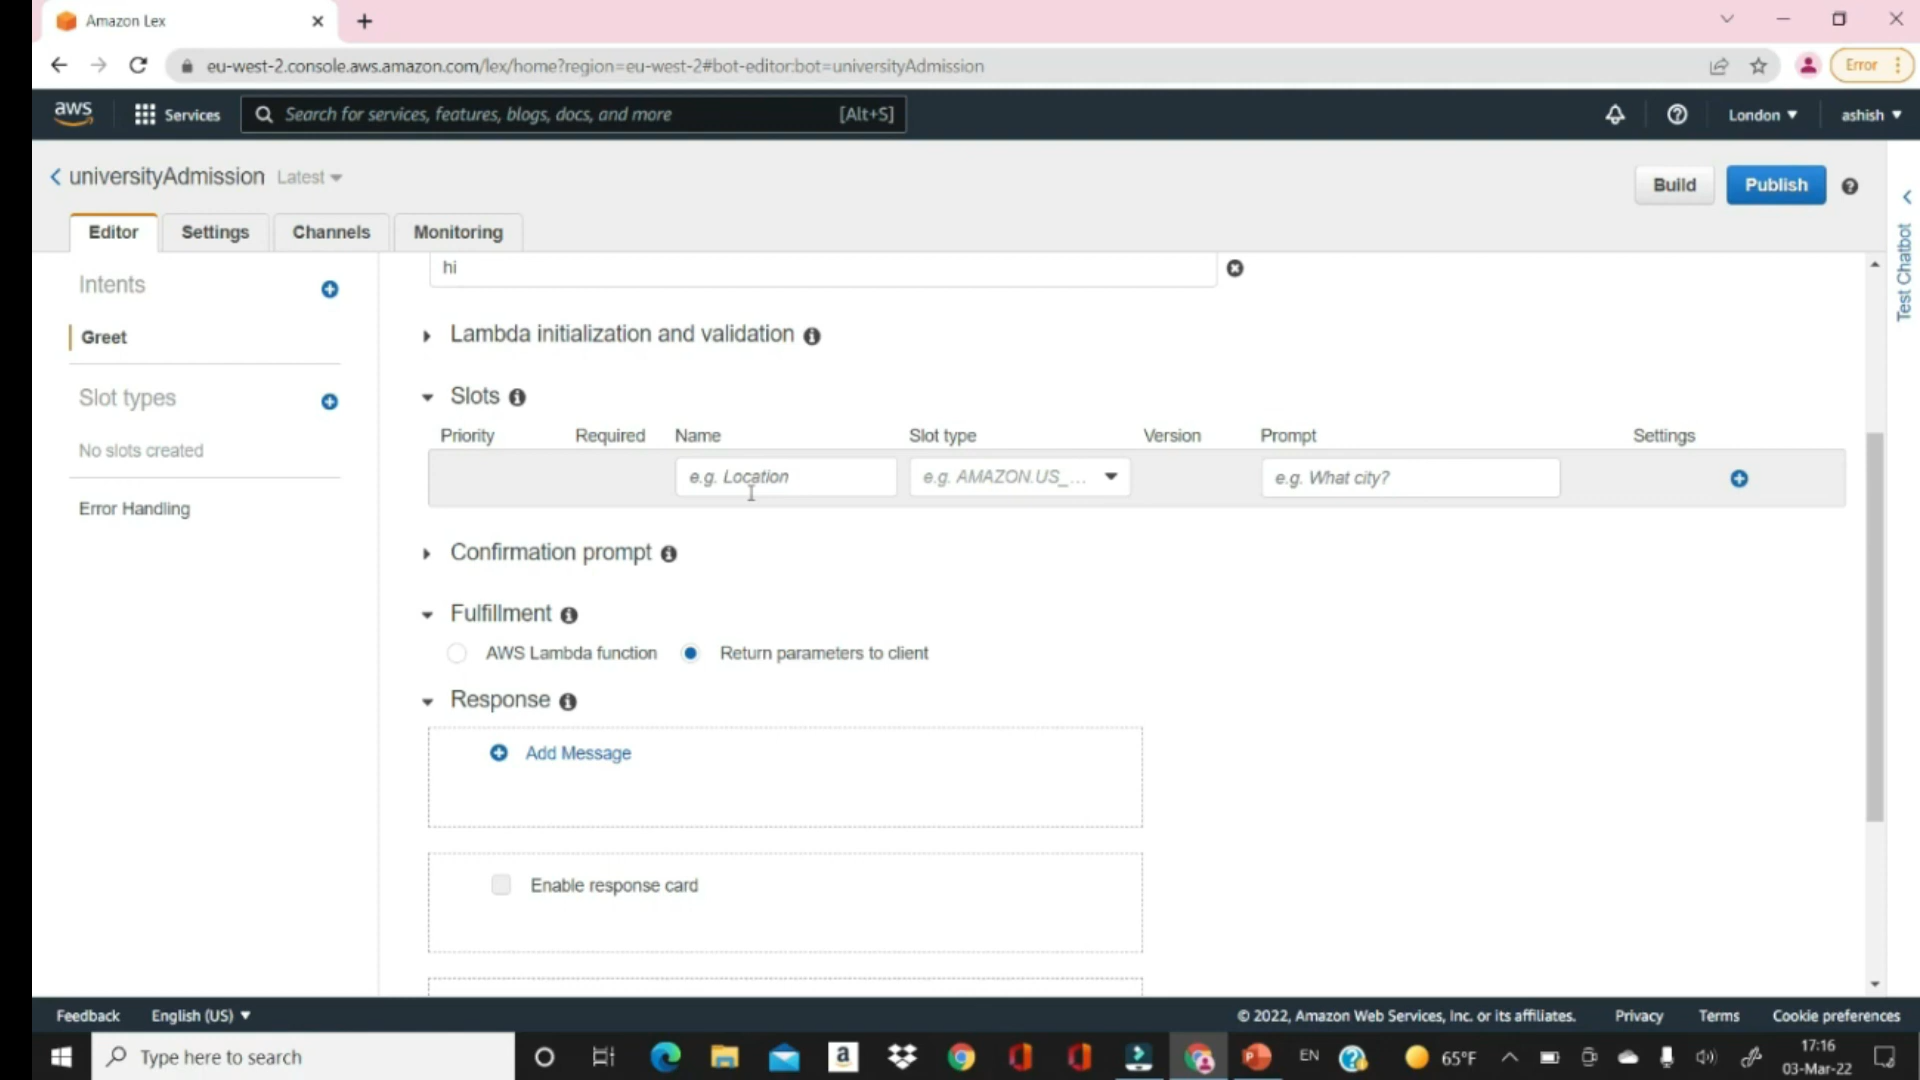 Amazon Lex
eu-west-2.console.aws.amazon.com/lex/home?region=eu-west-2#bot-editor:bot=universityAdmission
Error
aws
Services
Search for services, features, blogs, docs, and more
[Alt+S]
London
ashish
universityAdmission
Latest
Build
Publish
Editor
Settings
Channels
Monitoring
Test Chatbot
Intents
Greet
Slot types
No slots created
Error Handling
hi
Lambda initialization and validation
Slots
Priority
Required
Name
Slot type
Version
Prompt
Settings
e.g. Location
e.g. AMAZON.US_...
e.g. What city?
Confirmation prompt
Fulfillment
AWS Lambda function
Return parameters to client
Response
Add Message
Enable response card
Feedback
English (US)
© 2022, Amazon Web Services, Inc. or its affiliates.
Privacy
Terms
Cookie preferences
Type here to search
EN
65°F
17:16
03-Mar-22